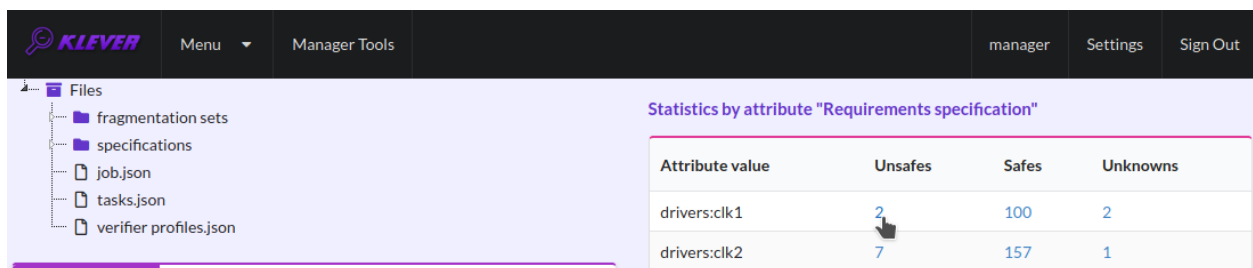 KLEVER Menu Manager Tools manager Settings Sign Out
Files
fragmentation sets
specifications
job.json
tasks.json
verifier profiles.json
Statistics by attribute "Requirements specification"
Attribute value Unsafes Safes Unknowns
drivers:clk1 2 100 2
drivers:clk2 7 157 1